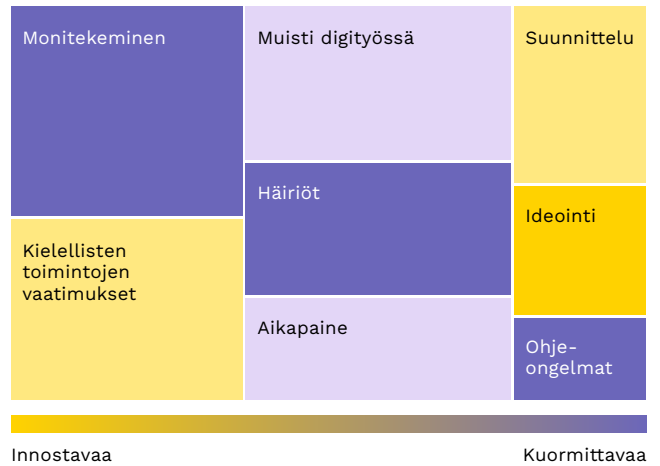 Monitekeminen
Kielellisten
toimintojen
vaatimukset
Muisti digityössä
Häiriöt
Aikapaine
Suunnittelu
Ideointi
Ohje-
ongelmat
Innostavaa
Kuormittavaa